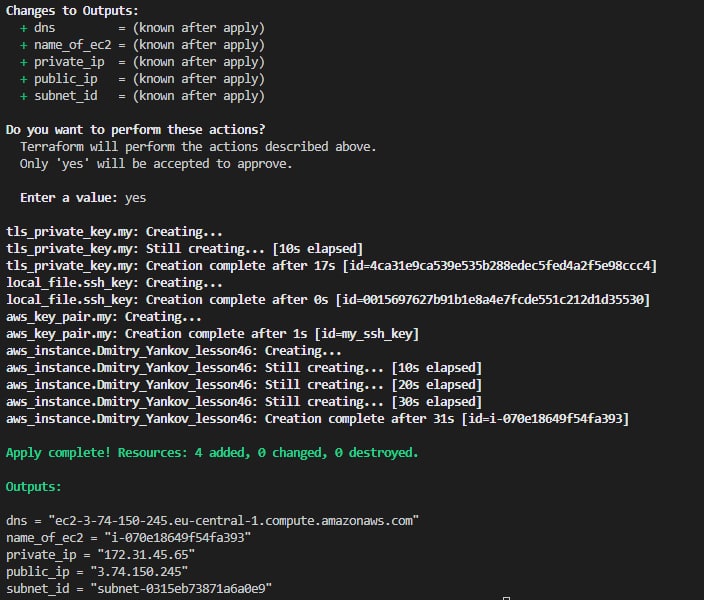 Changes to Outputs:
  + dns         = (known after apply)
  + name_of_ec2 = (known after apply)
  + private_ip  = (known after apply)
  + public_ip   = (known after apply)
  + subnet_id   = (known after apply)

Do you want to perform these actions?
  Terraform will perform the actions described above.
  Only 'yes' will be accepted to approve.

  Enter a value: yes

tls_private_key.my: Creating...
tls_private_key.my: Still creating... [10s elapsed]
tls_private_key.my: Creation complete after 17s [id=4ca31e9ca539e535b288edec5fed4a2f5e98ccc4]
local_file.ssh_key: Creating...
local_file.ssh_key: Creation complete after 0s [id=0015697627b91b1e8a4e7fcde551c212d1d35530]
aws_key_pair.my: Creating...
aws_key_pair.my: Creation complete after 1s [id=my_ssh_key]
aws_instance.Dmitry_Yankov_lesson46: Creating...
aws_instance.Dmitry_Yankov_lesson46: Still creating... [10s elapsed]
aws_instance.Dmitry_Yankov_lesson46: Still creating... [20s elapsed]
aws_instance.Dmitry_Yankov_lesson46: Still creating... [30s elapsed]
aws_instance.Dmitry_Yankov_lesson46: Creation complete after 31s [id=i-070e18649f54fa393]

Apply complete! Resources: 4 added, 0 changed, 0 destroyed.

Outputs:

dns = "ec2-3-74-150-245.eu-central-1.compute.amazonaws.com"
name_of_ec2 = "i-070e18649f54fa393"
private_ip = "172.31.45.65"
public_ip = "3.74.150.245"
subnet_id = "subnet-0315eb73871a6a0e9"